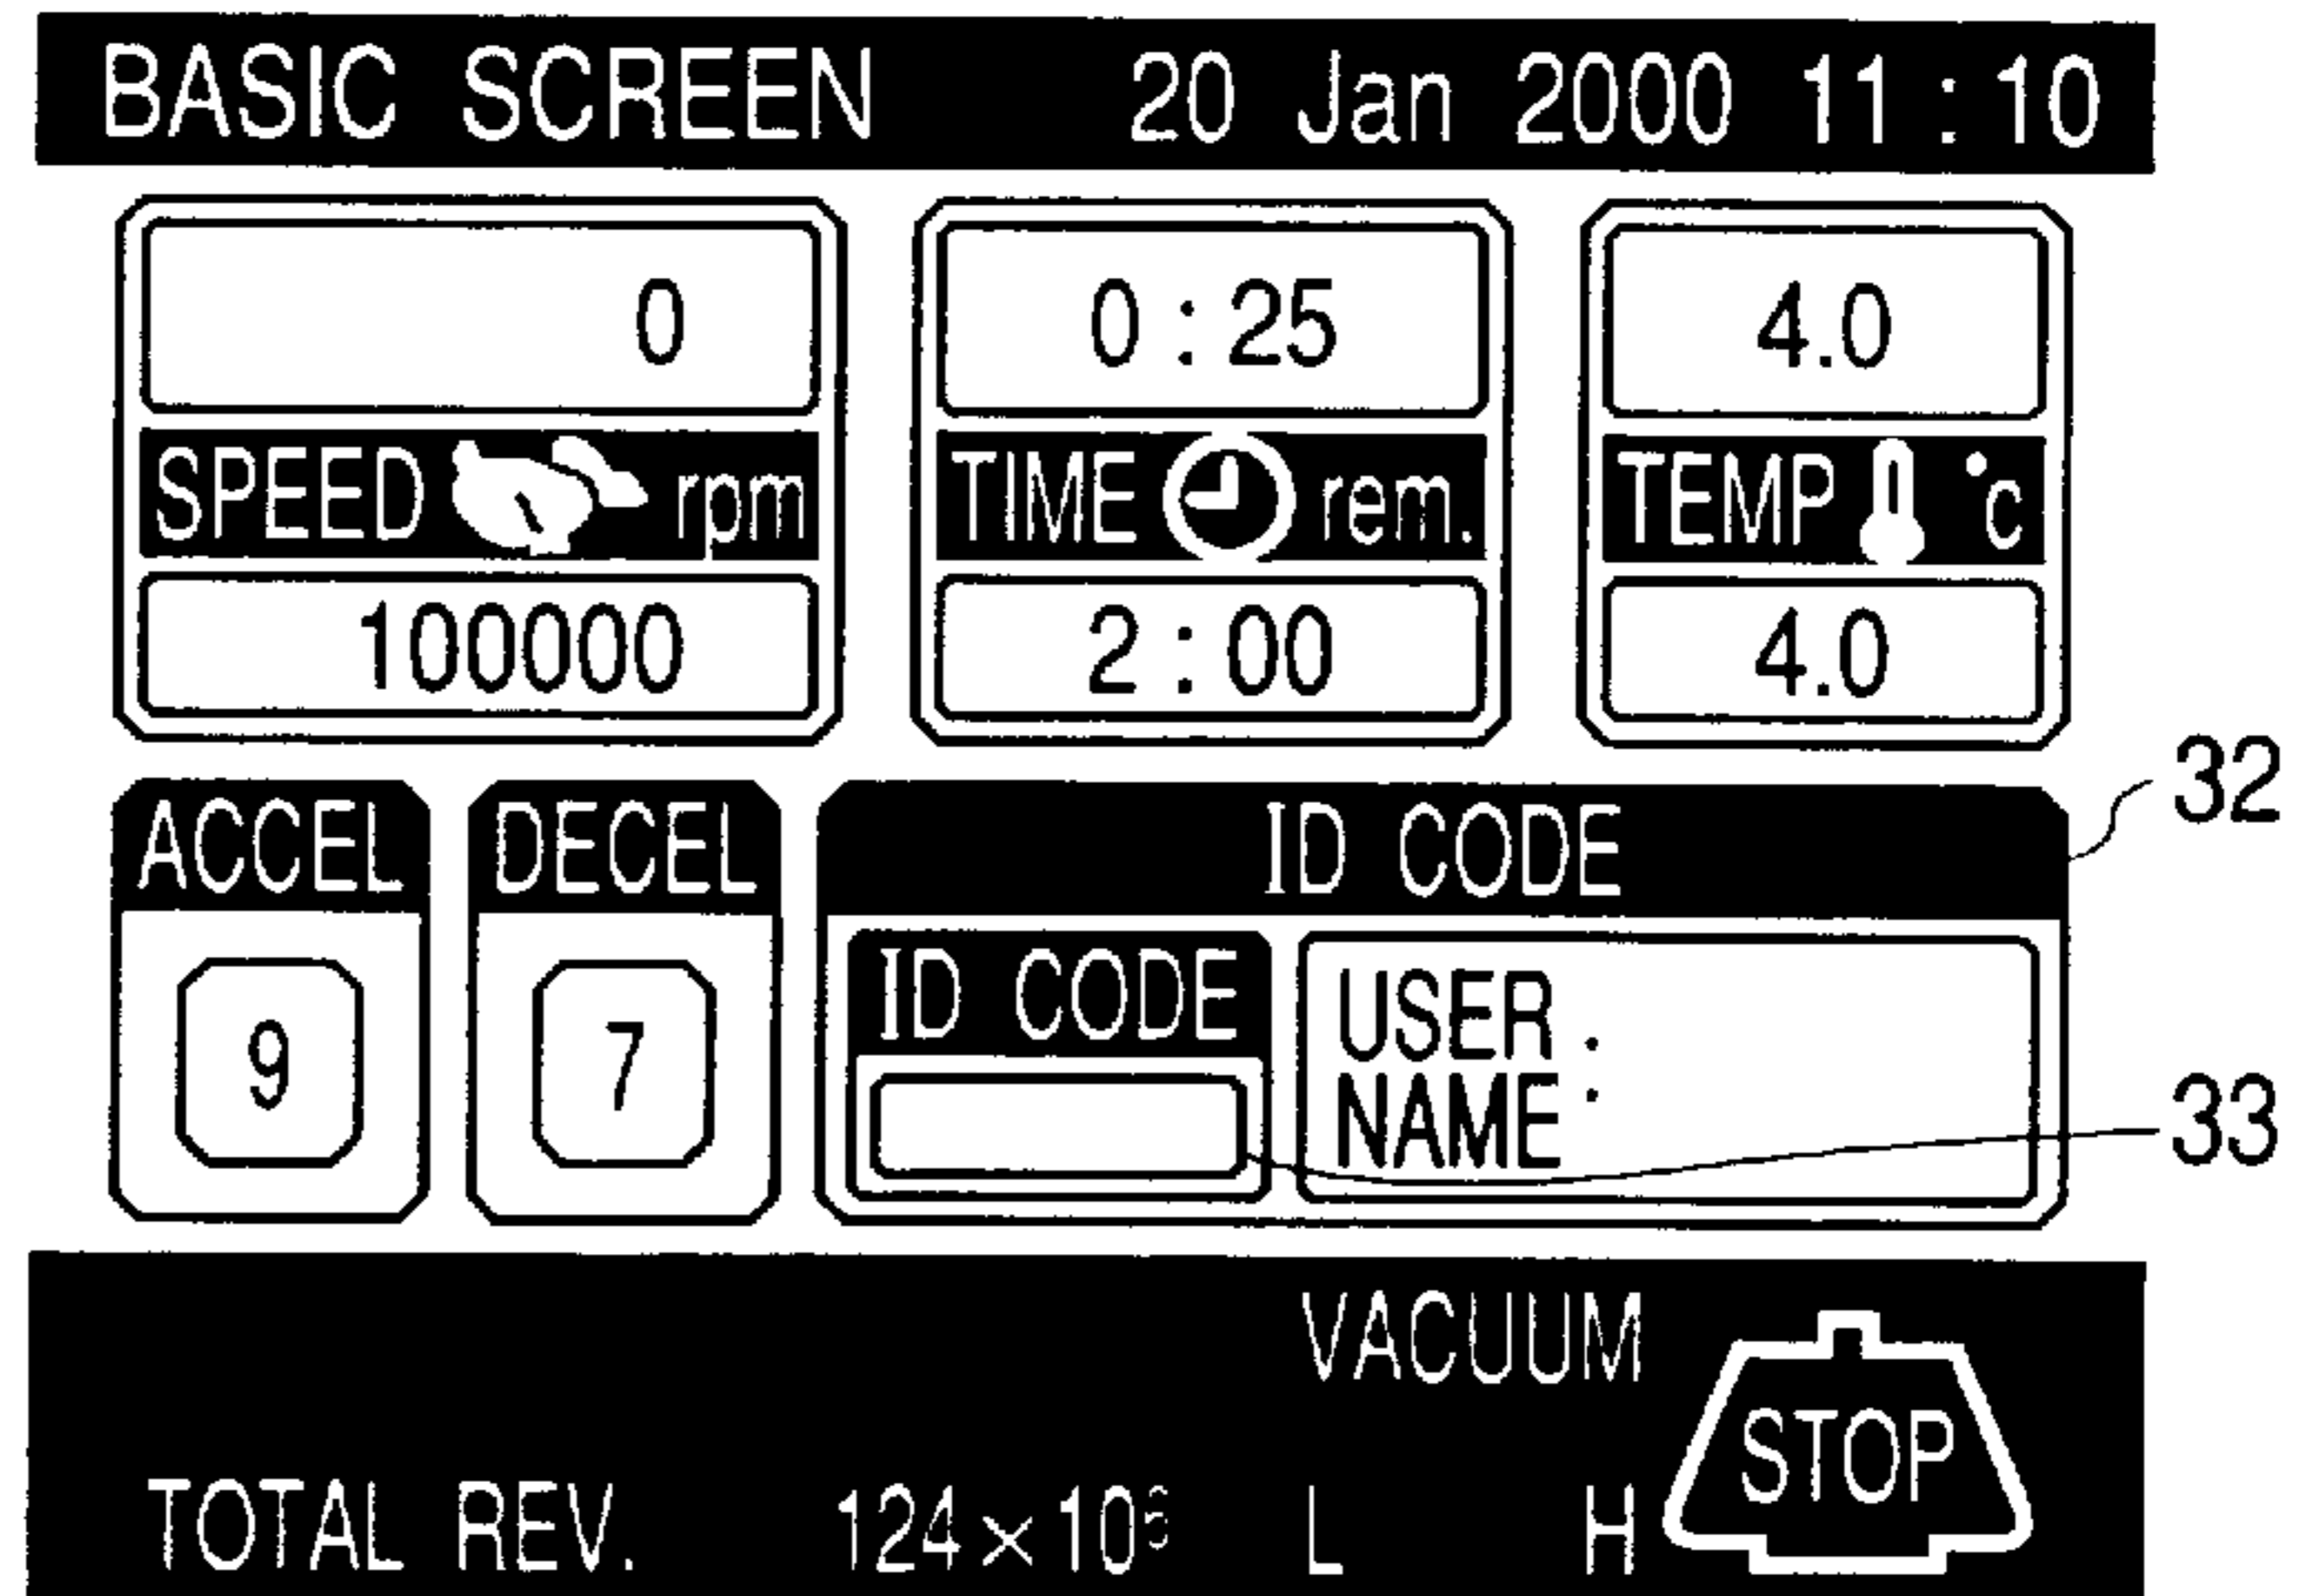 BASIC SCREEN 20 Jan 2000 11:10
0 0:25 4.0
SPEED rpm TIME rem. TEMP °C
100000 2:00 4.0
32
ACCEL DECEL ID CODE
ID CODE USER:
9 7 NAME:
33
VACUUM
STOP
TOTAL REV. 124×10 L H